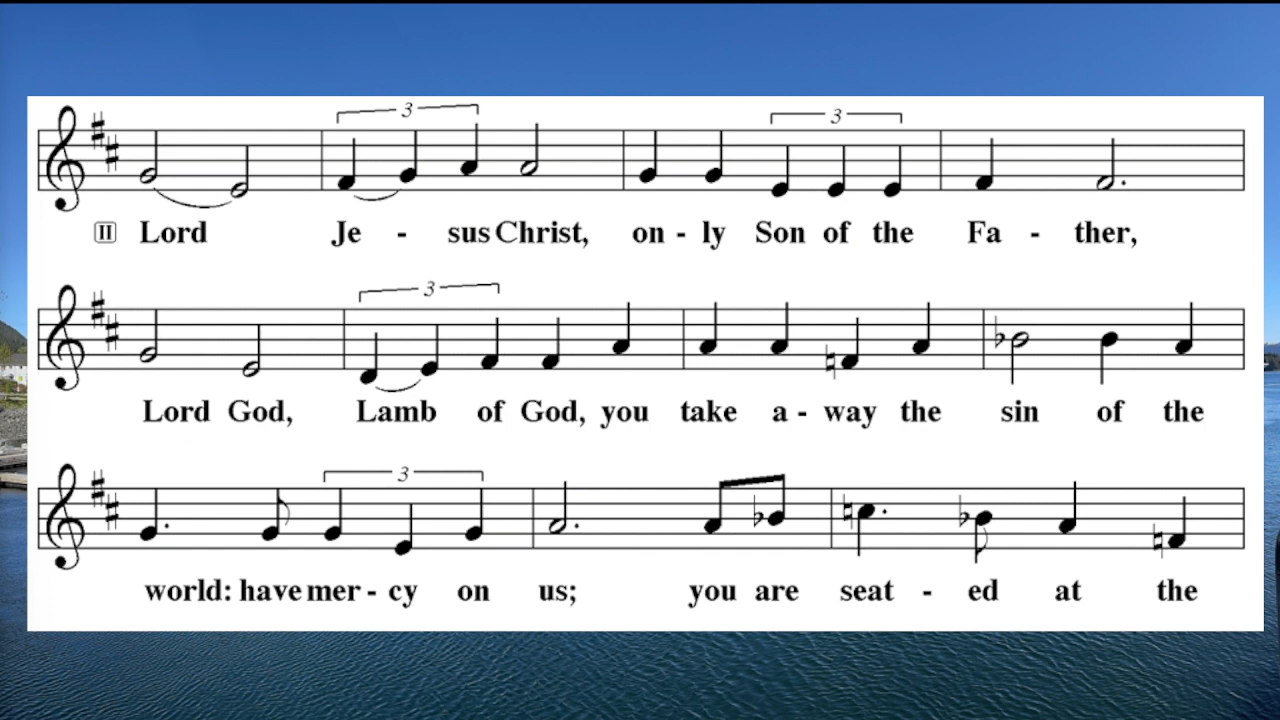 3 3
II Lord Je - sus Christ, on - ly Son of the Fa - ther,
3
Lord God, Lamb of God, you take a - way the sin of the
3
world: have mer - cy on us; you are seat - ed at the